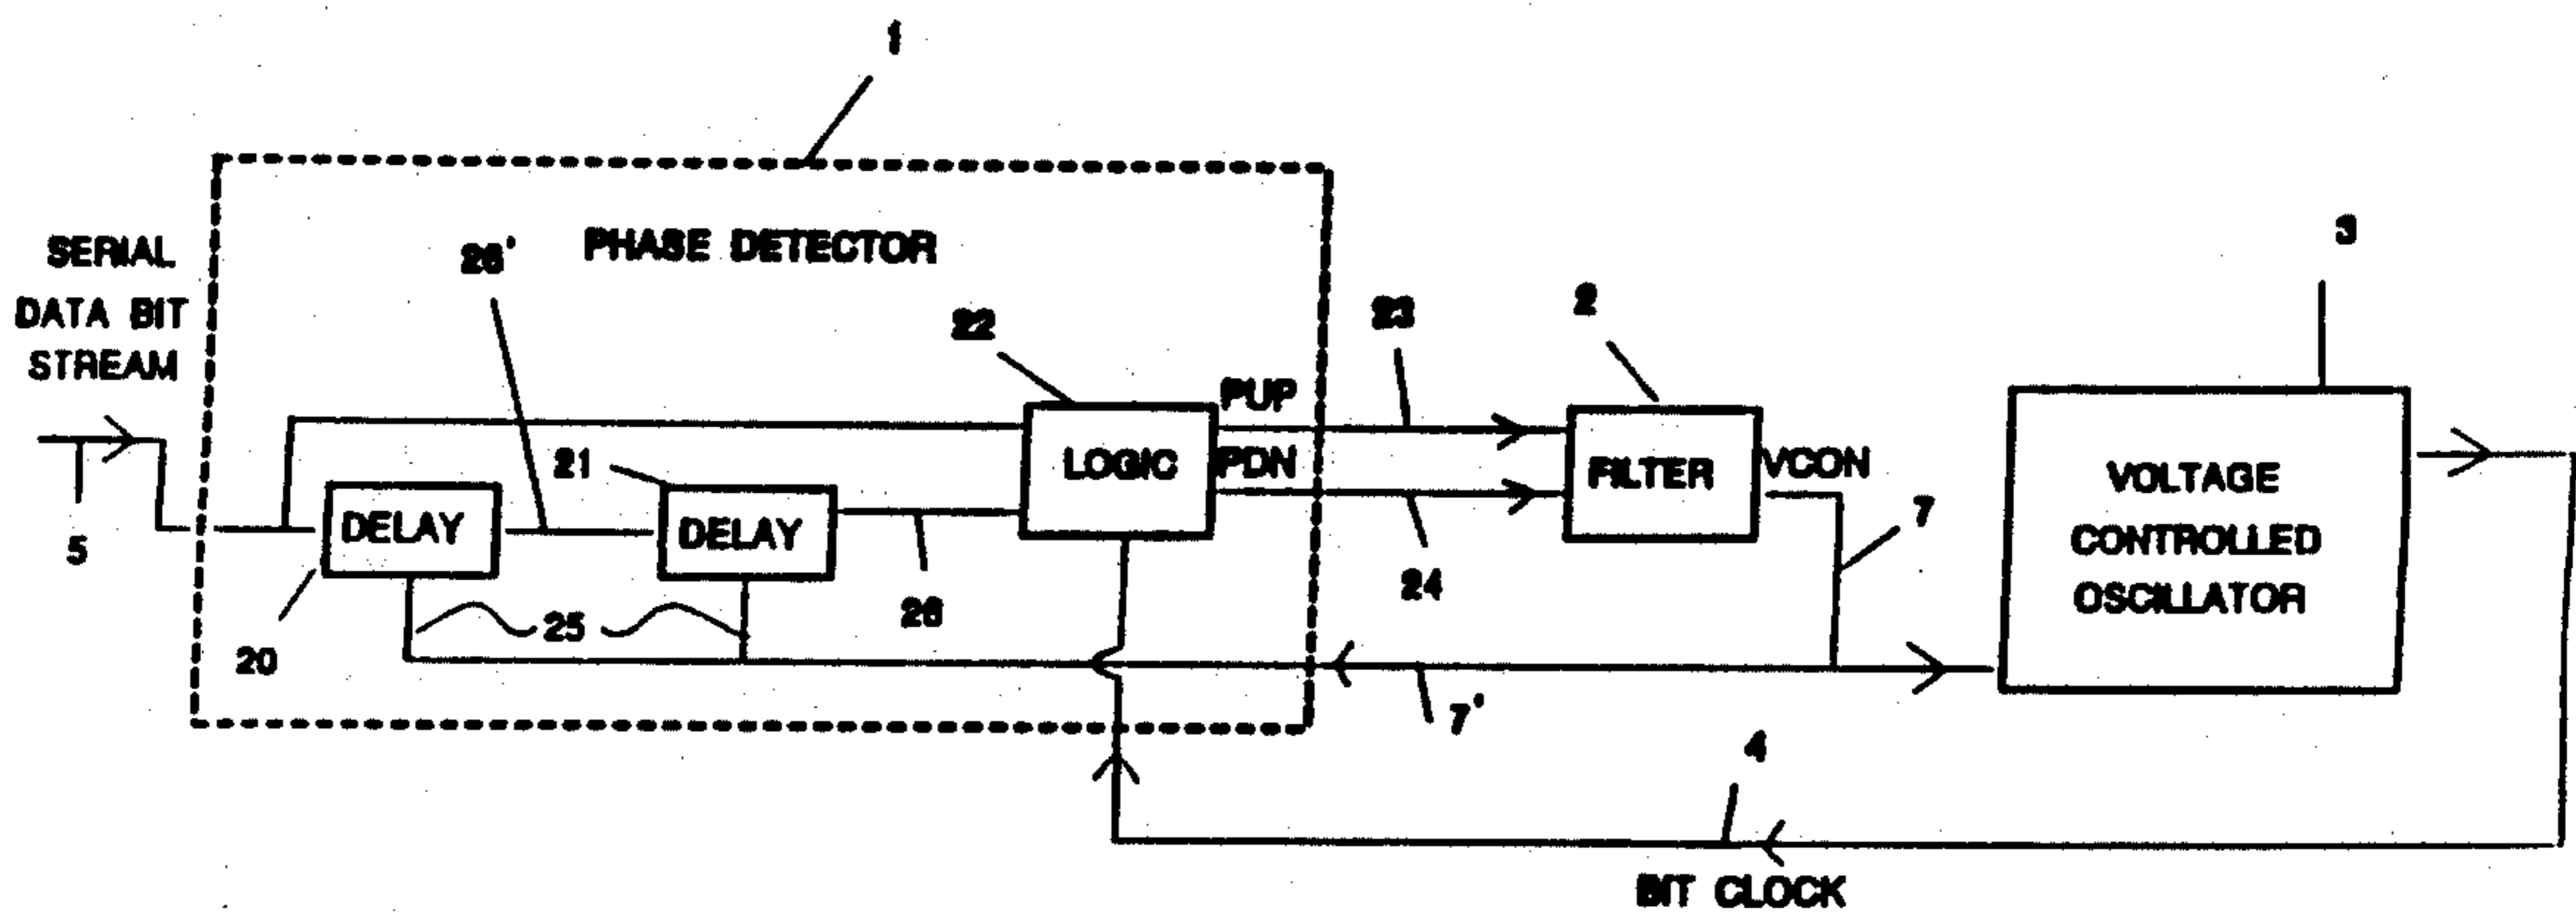 1
SERIAL
DATA BIT
STREAM
5
PHASE DETECTOR
26'
22
21
DELAY
DELAY
20
25
26
LOGIC
PUP
PDN
23
24
2
FILTER
VCON
7
7'
3
VOLTAGE
CONTROLLED
OSCILLATOR
4
BIT CLOCK